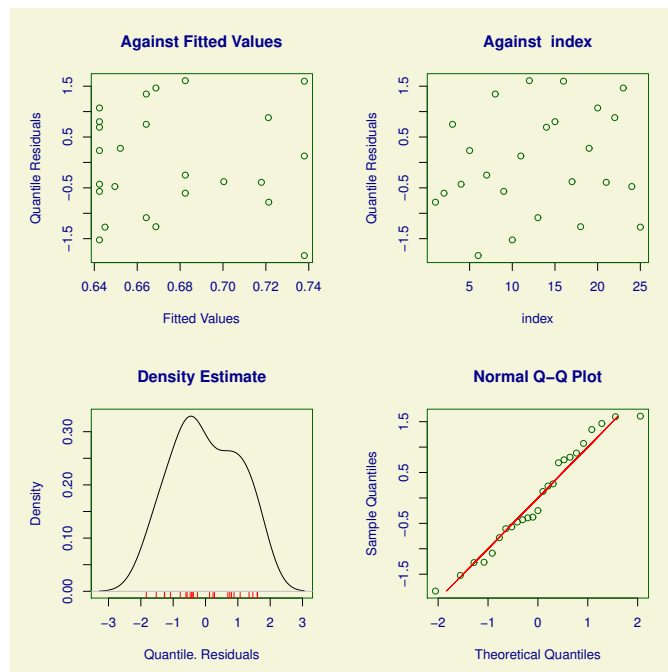 Against Fitted Values
Quantile Residuals
1.5
0.5
−0.5
−1.5
0.64 0.66 0.68 0.70 0.72 0.74
Fitted Values
Against index
Quantile Residuals
1.5
0.5
−0.5
−1.5
5 10 15 20 25
index
Density Estimate
Density
0.30
0.20
0.10
0.00
−3 −2 −1 0 1 2 3
Quantile. Residuals
Normal Q−Q Plot
Sample Quantiles
1.5
0.5
−0.5
−1.5
−2 −1 0 1 2
Theoretical Quantiles